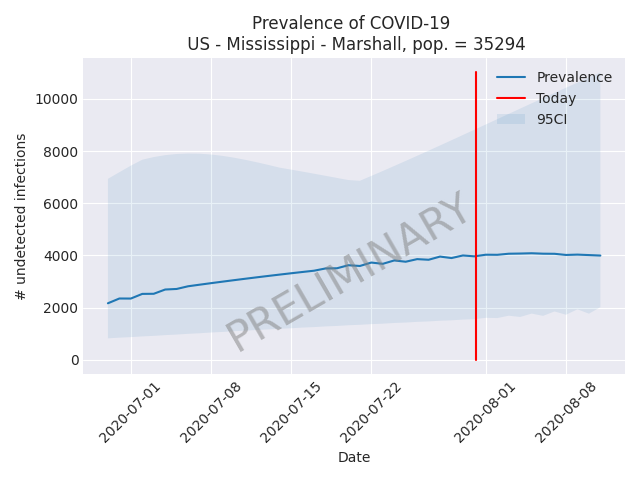 Prevalence of COVID-19
US - Mississippi - Marshall, pop. = 35294
Prevalence
Today
95CI
10000
8000
6000
4000
2000
0
# undetected infections
PRELIMINARY
2020-07-01
2020-07-08
2020-07-15
2020-07-22
2020-08-01
2020-08-08
Date